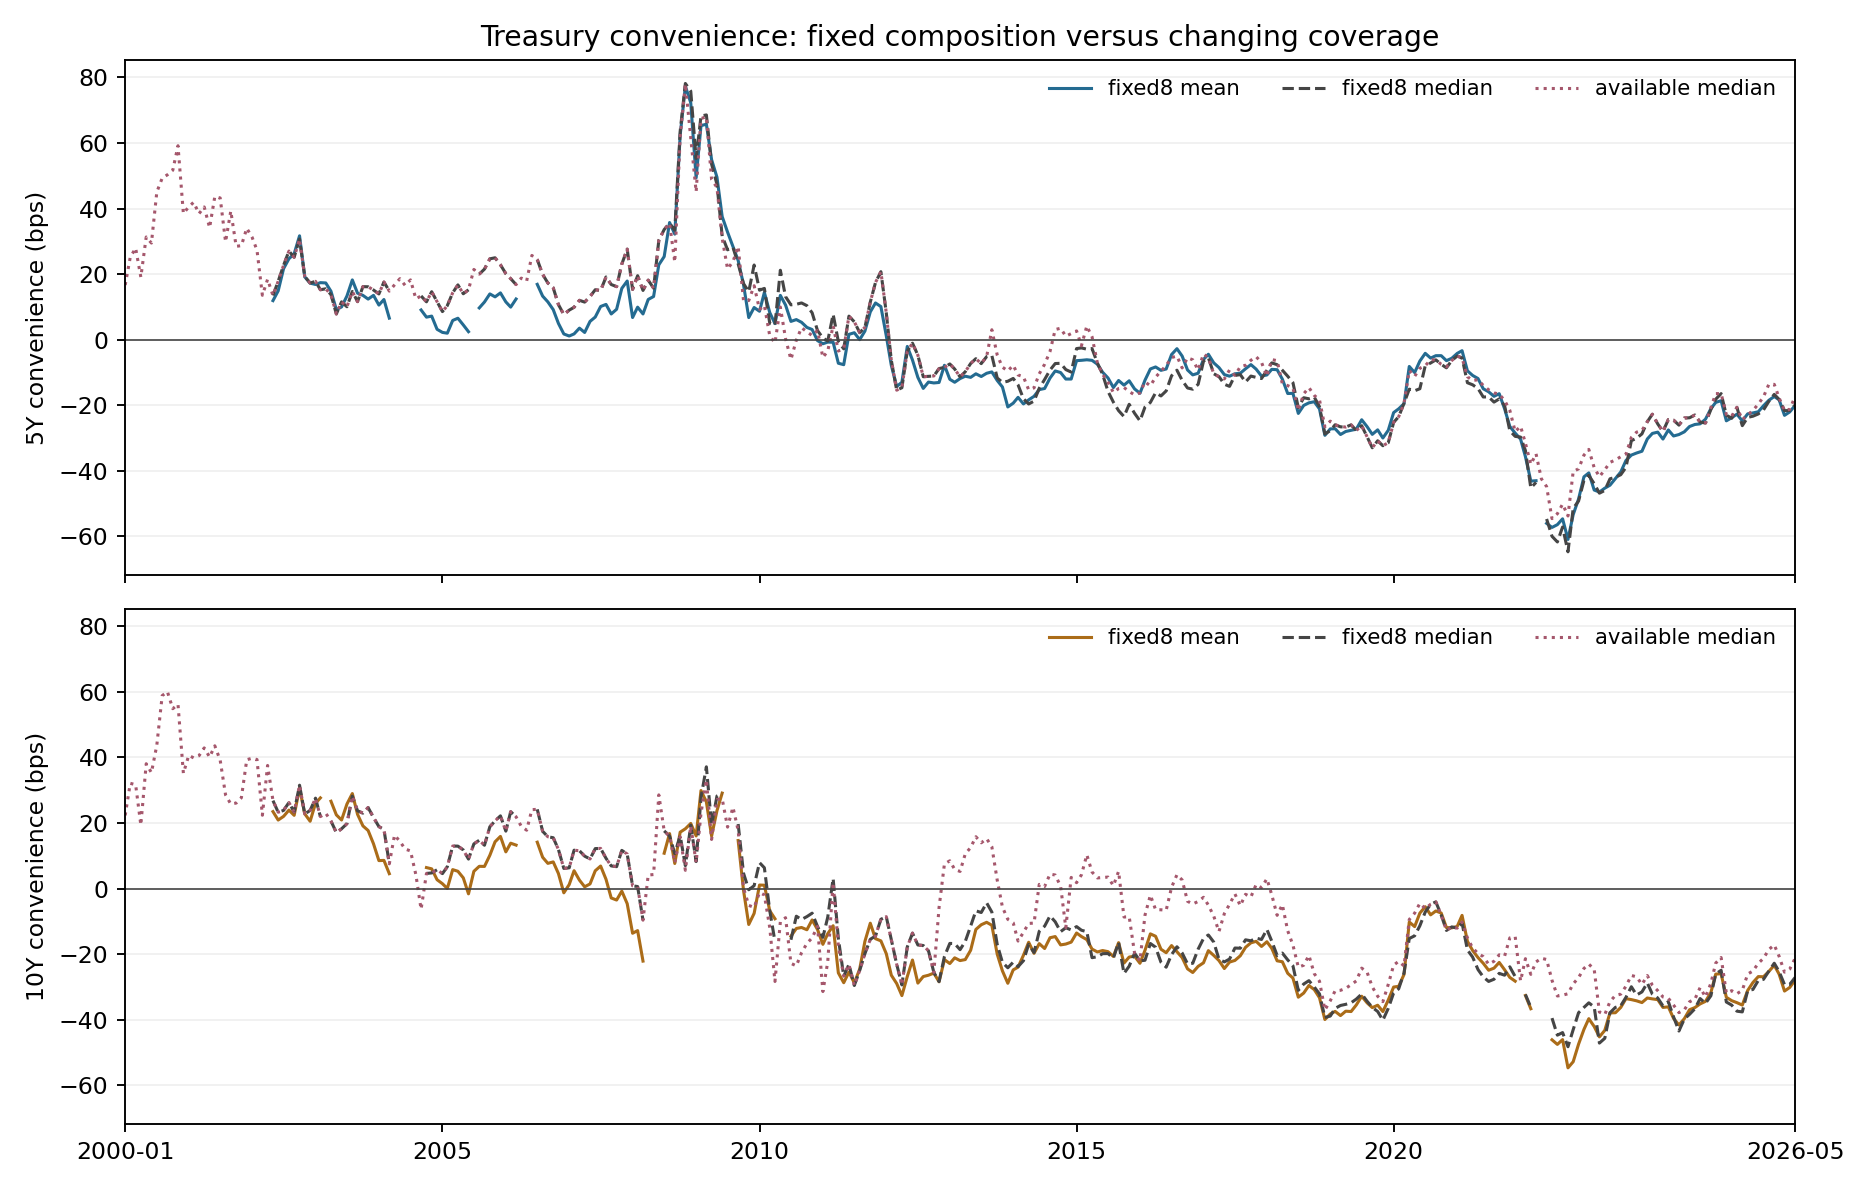 Treasury convenience: fixed composition versus changing coverage
fixed8 mean fixed8 median available median
5Y convenience (bps)
80
60
40
20
0
−20
−40
−60
fixed8 mean fixed8 median available median
10Y convenience (bps)
80
60
40
20
0
−20
−40
−60
2000-01 2005 2010 2015 2020 2026-05